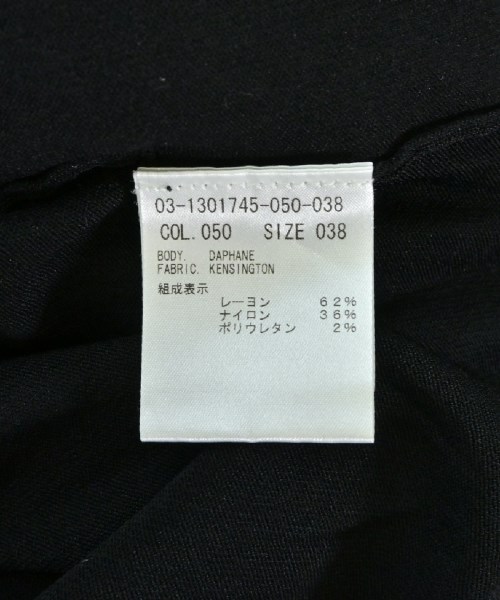 03-1301745-050-038
COL.050 SIZE 038
BODY. DAPHANE
FABRIC. KENSINGTON
組成表示
レーヨン 62%
ナイロン 36%
ポリウレタン 2%